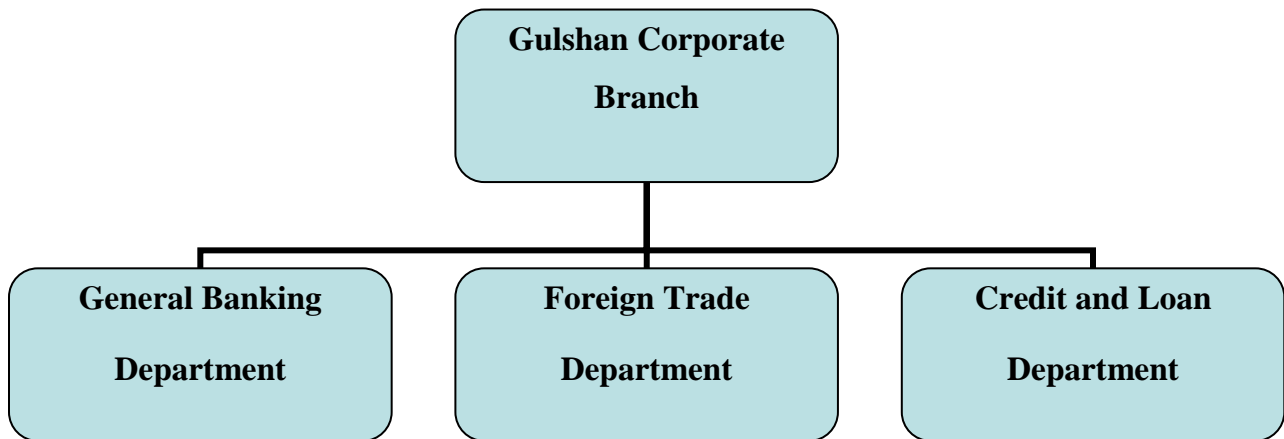 Gulshan Corporate
Branch
General Banking
Department
Foreign Trade
Department
Credit and Loan
Department